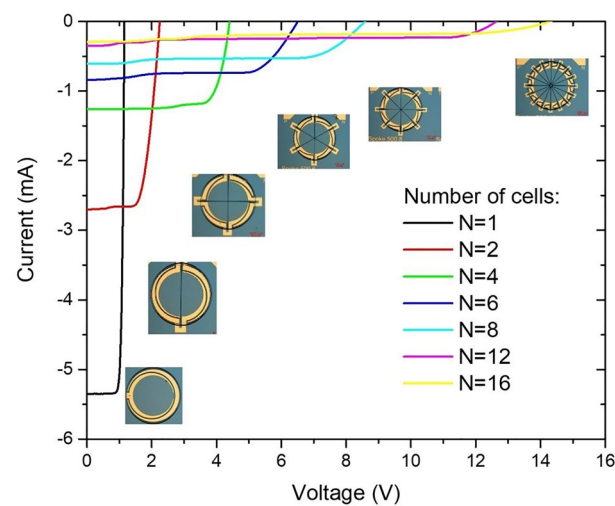 0
-1
-2
-3
-4
-5
-6
Current (mA)
0
2
4
6
8
10
12
14
16
Voltage (V)
Number of cells:
N=1
N=2
N=4
N=6
N=8
N=12
N=16